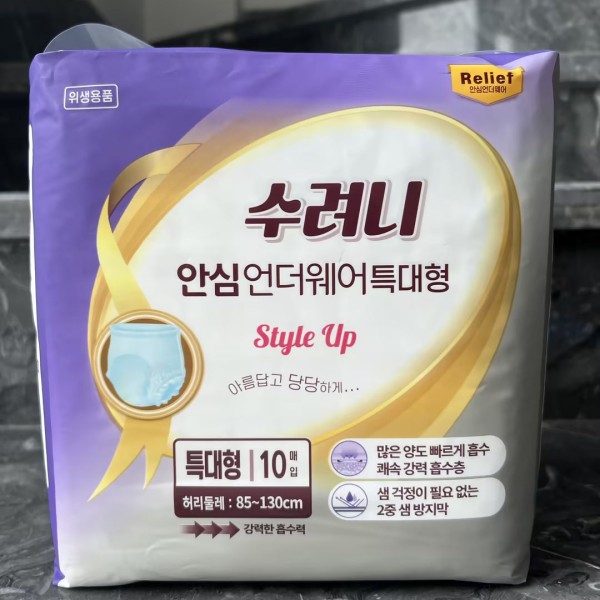 위생용품
Relief
안심언더웨어
수려니
안심언더웨어특대형
Style Up
아름답고 당당하게...
특대형 | 10매입
허리둘레 : 85~130cm
강력한 흡수력
많은 양도 빠르게 흡수
쾌속 강력 흡수층
샘 걱정이 필요 없는
2중 샘 방지막